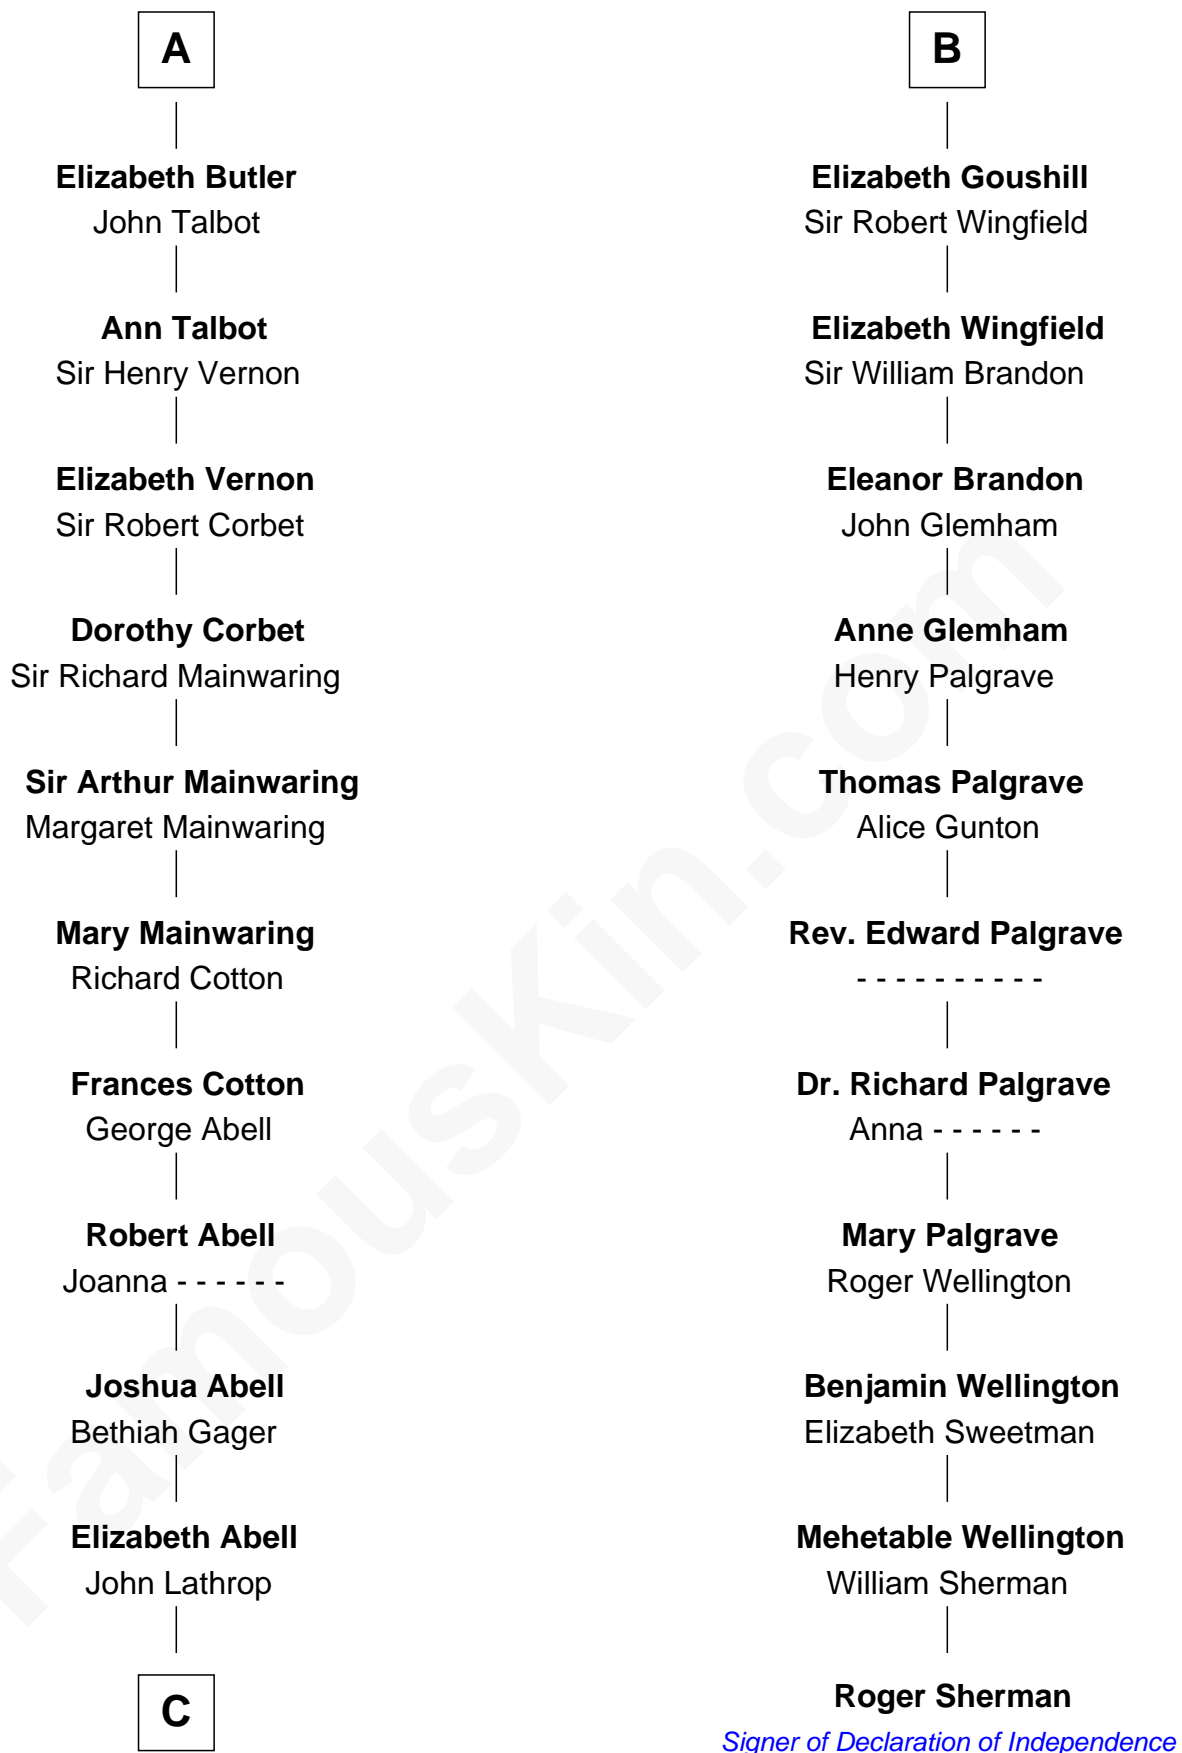 A
Elizabeth Butler
John Talbot
Ann Talbot
Sir Henry Vernon
Elizabeth Vernon
Sir Robert Corbet
Dorothy Corbet
Sir Richard Mainwaring
Sir Arthur Mainwaring
Margaret Mainwaring
Mary Mainwaring
Richard Cotton
Frances Cotton
George Abell
Robert Abell
Joanna - - - - - -
Joshua Abell
Bethiah Gager
Elizabeth Abell
John Lathrop
C
B
Elizabeth Goushill
Sir Robert Wingfield
Elizabeth Wingfield
Sir William Brandon
Eleanor Brandon
John Glemham
Anne Glemham
Henry Palgrave
Thomas Palgrave
Alice Gunton
Rev. Edward Palgrave
- - - - - - - - - -
Dr. Richard Palgrave
Anna - - - - - -
Mary Palgrave
Roger Wellington
Benjamin Wellington
Elizabeth Sweetman
Mehetable Wellington
William Sherman
Roger Sherman
Signer of Declaration of Independence
FamousKin.com